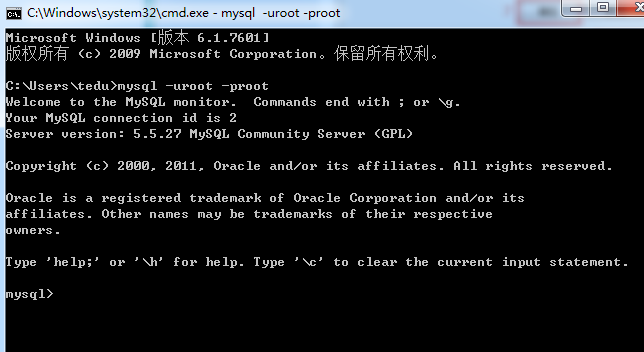 C:\Windows\system32\cmd.exe - mysql  -uroot -proot
Microsoft Windows [版本 6.1.7601]
版权所有 (c) 2009 Microsoft Corporation。保留所有权利。
C:\Users\tedu>mysql -uroot -proot
Welcome to the MySQL monitor.  Commands end with ; or \g.
Your MySQL connection id is 2
Server version: 5.5.27 MySQL Community Server (GPL)
Copyright (c) 2000, 2011, Oracle and/or its affiliates. All rights reserved.
Oracle is a registered trademark of Oracle Corporation and/or its
affiliates. Other names may be trademarks of their respective
owners.
Type 'help;' or '\h' for help. Type '\c' to clear the current input statement.
mysql>